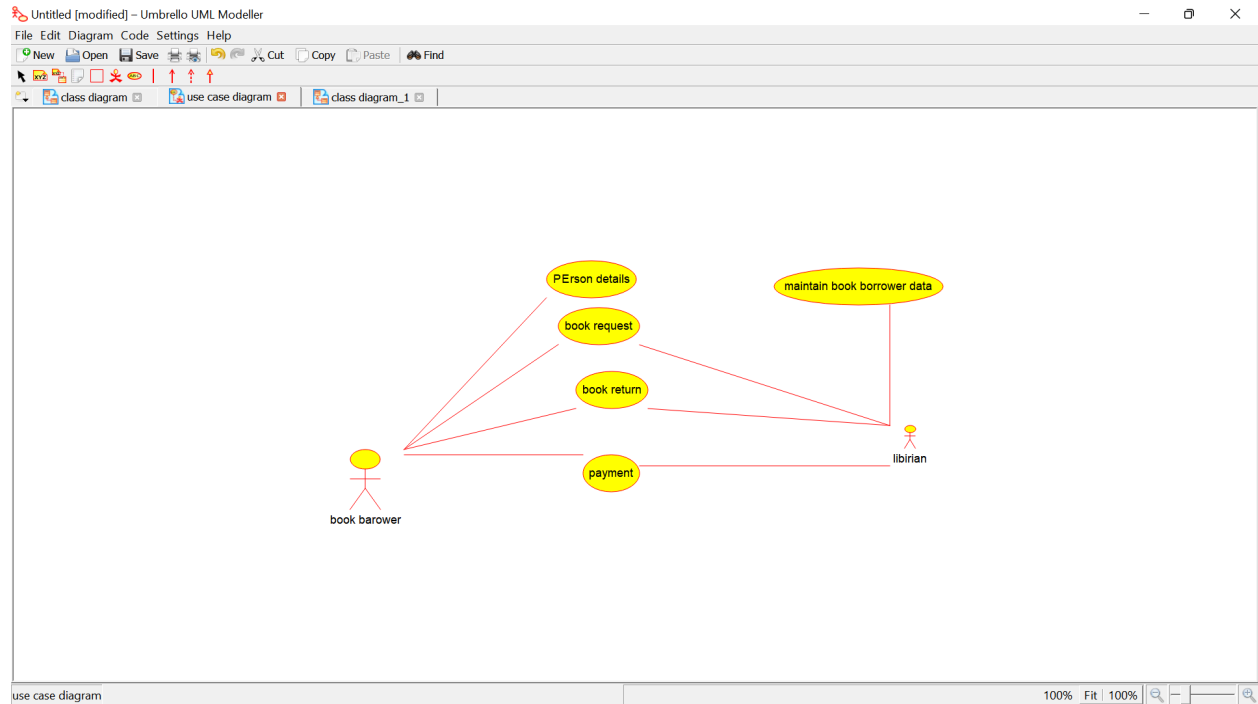 Untitled [modified] – Umbrello UML Modeller
File Edit Diagram Code Settings Help
New Open Save Cut Copy Paste Find
XYZ ABC
class diagram use case diagram class diagram_1
PErson details
maintain book borrower data
book request
book return
libirian
payment
book barower
use case diagram
100% Fit 100%